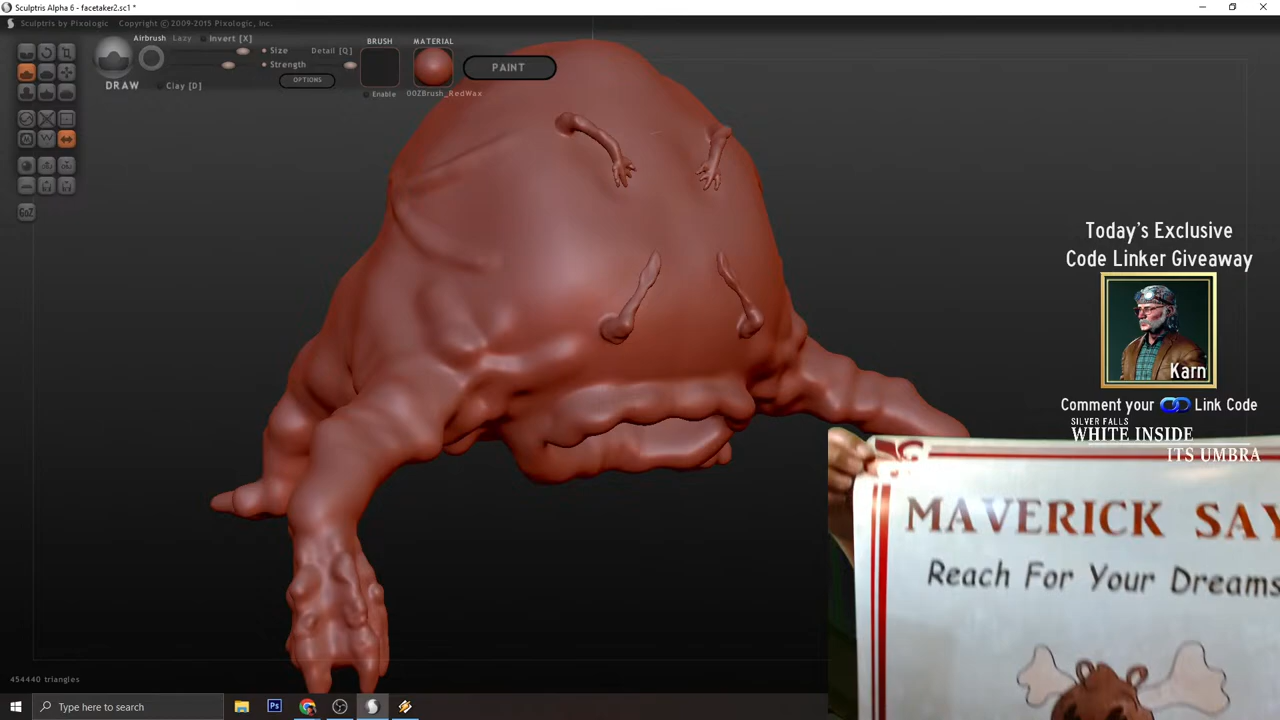 Sculptris Alpha 6 - facetaker2.sc1 *
Sculptris by Pixologic Copyright ©2009-2015 Pixologic, Inc.
Airbrush Lazy Invert [X]
Size Detail [Q]
Strength
OPTIONS
DRAW Clay [D]
BRUSH
Enable
MATERIAL
00ZBrush_RedWax
PAINT
GoZ
Today's Exclusive
Code Linker Giveaway
Karn
Comment your Link Code
SILVER FALLS
WHITE INSIDE
ITS UMBRA
MAVERICK SAY
Reach For Your Dreams
454440 triangles
Ps
Type here to search